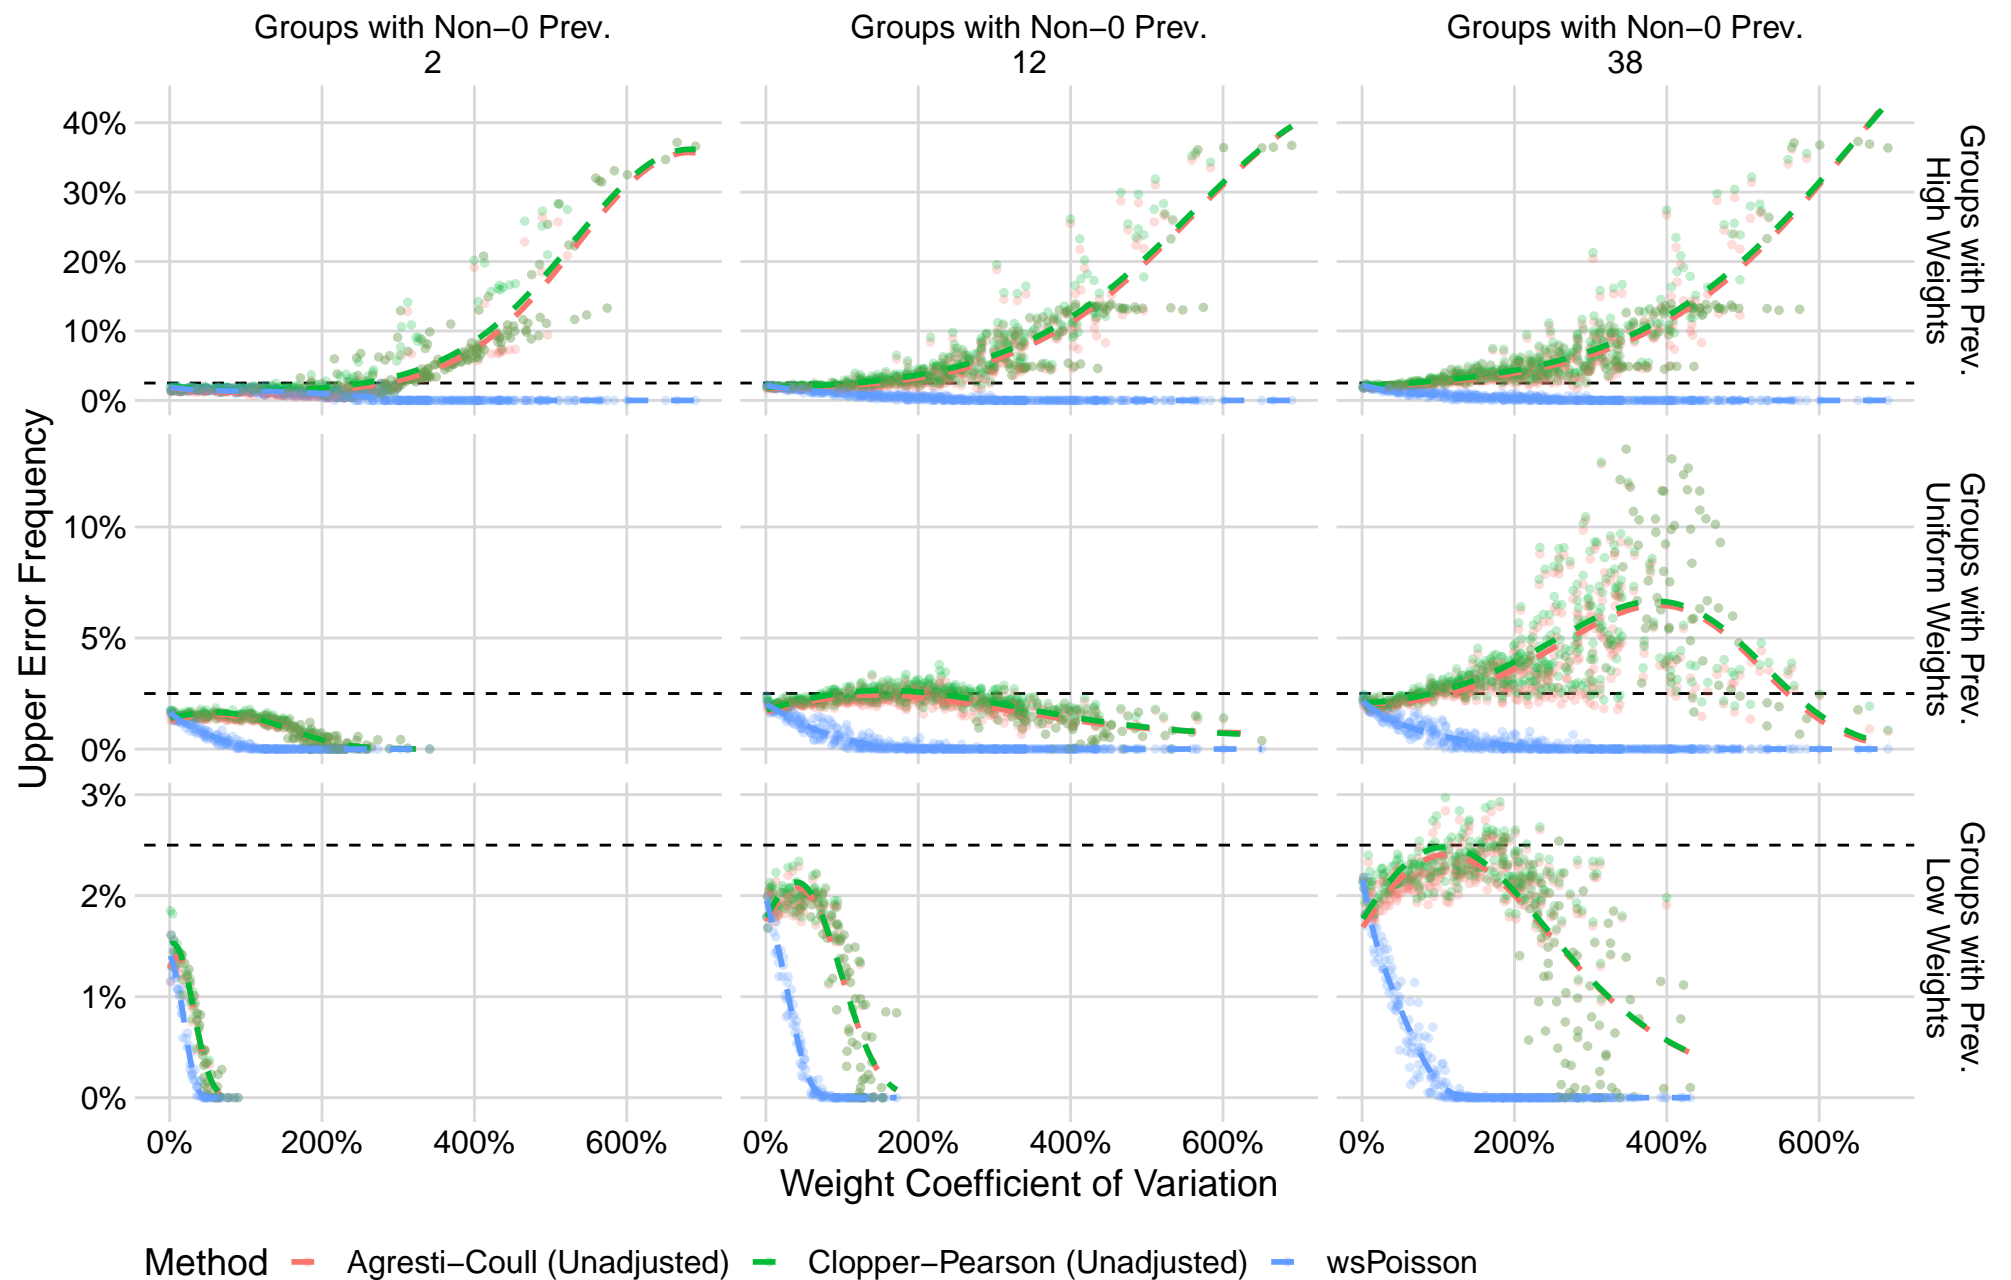 Groups with Non−0 Prev.
2
Groups with Non−0 Prev.
12
Groups with Non−0 Prev.
38
40%
30%
20%
10%
0%
Groups with Prev.
High Weights
10%
5%
0%
Groups with Prev.
Uniform Weights
3%
2%
1%
0%
Groups with Prev.
Low Weights
Upper Error Frequency
0% 200% 400% 600%
0% 200% 400% 600%
0% 200% 400% 600%
Weight Coefficient of Variation
Method Agresti−Coull (Unadjusted) Clopper−Pearson (Unadjusted) wsPoisson